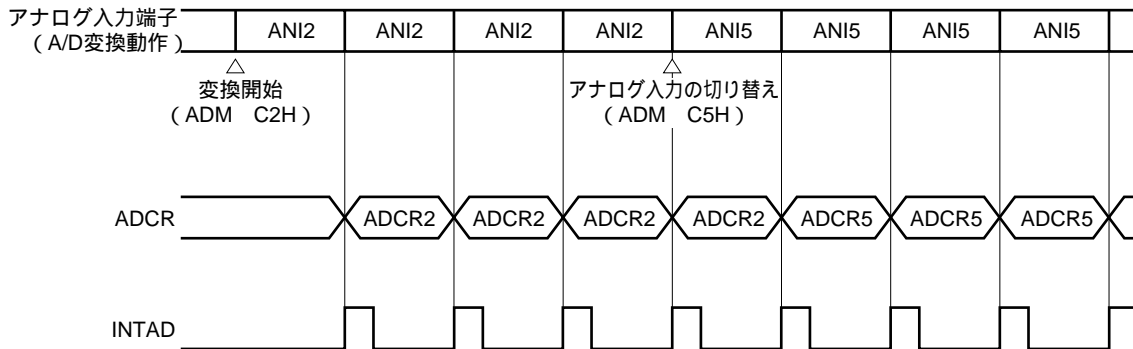 アナログ入力端子
（A/D変換動作）
ANI2 ANI2 ANI2 ANI2 ANI5 ANI5 ANI5 ANI5
変換開始
（ADM C2H）
アナログ入力の切り替え
（ADM C5H）
ADCR ADCR2 ADCR2 ADCR2 ADCR2 ADCR5 ADCR5 ADCR5
INTAD